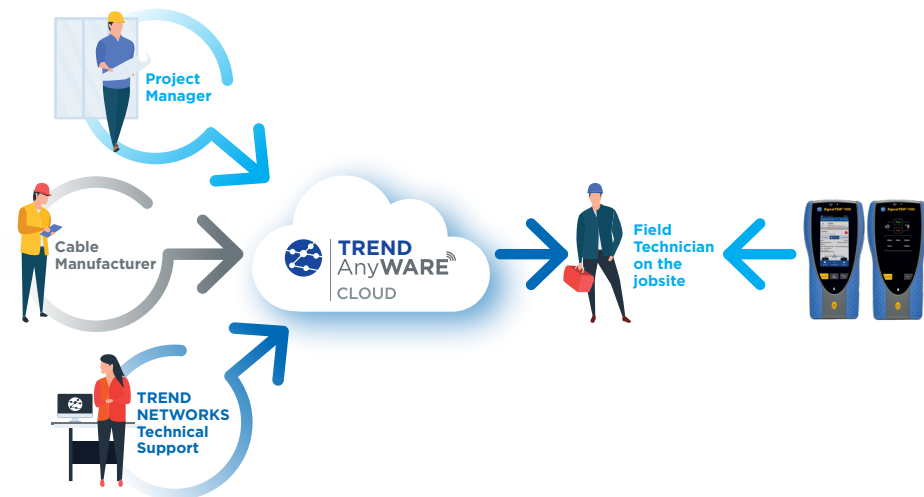 Project
Manager
Cable
Manufacturer
TREND
NETWORKS
Technical
Support
TREND
AnyWARE
CLOUD
Field
Technician
on the
jobsite